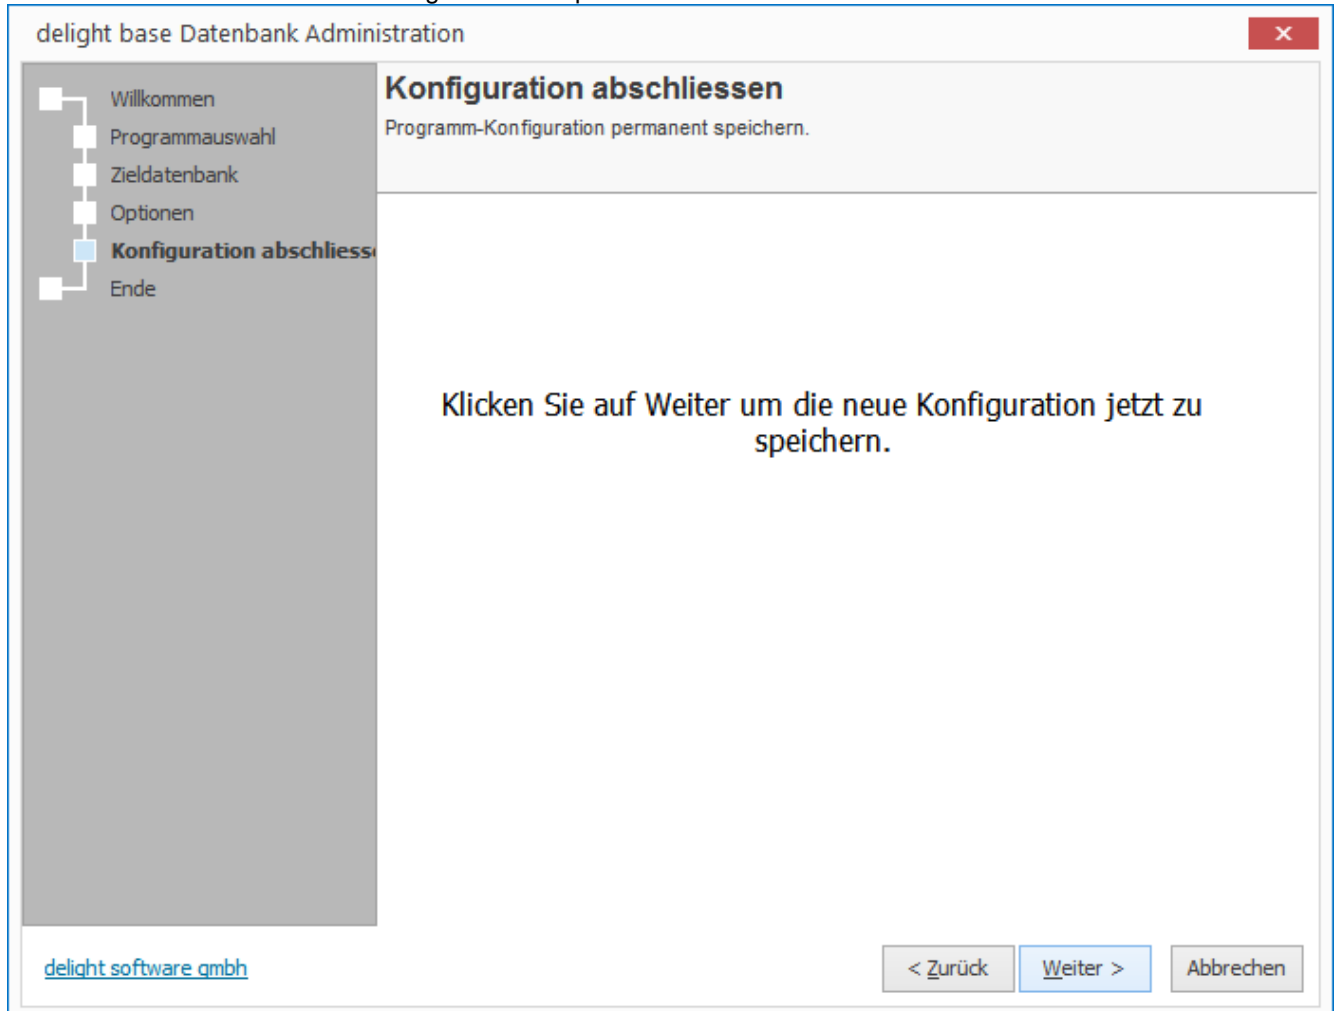 delight base Datenbank Administration
Willkommen
Programmauswahl
Zieldatenbank
Optionen
Konfiguration abschliess
Ende
Konfiguration abschliessen
Programm-Konfiguration permanent speichern.
Klicken Sie auf Weiter um die neue Konfiguration jetzt zu
speichern.
delight software gmbh
< Zurück
Weiter >
Abbrechen